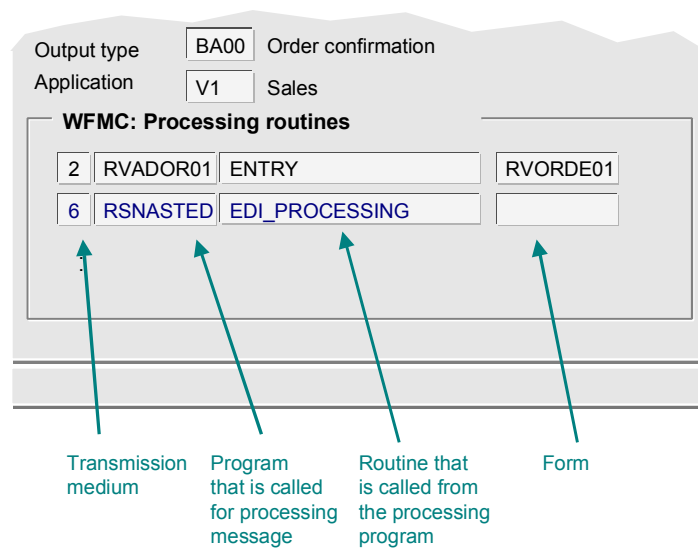 Output type BA00 Order confirmation
Application V1 Sales
WFMC: Processing routines
2 RVADOR01 ENTRY RVORDE01
6 RSNASTED EDI_PROCESSING
:
Transmission Program Routine that Form
medium that is called is called from
for processing the processing
message program